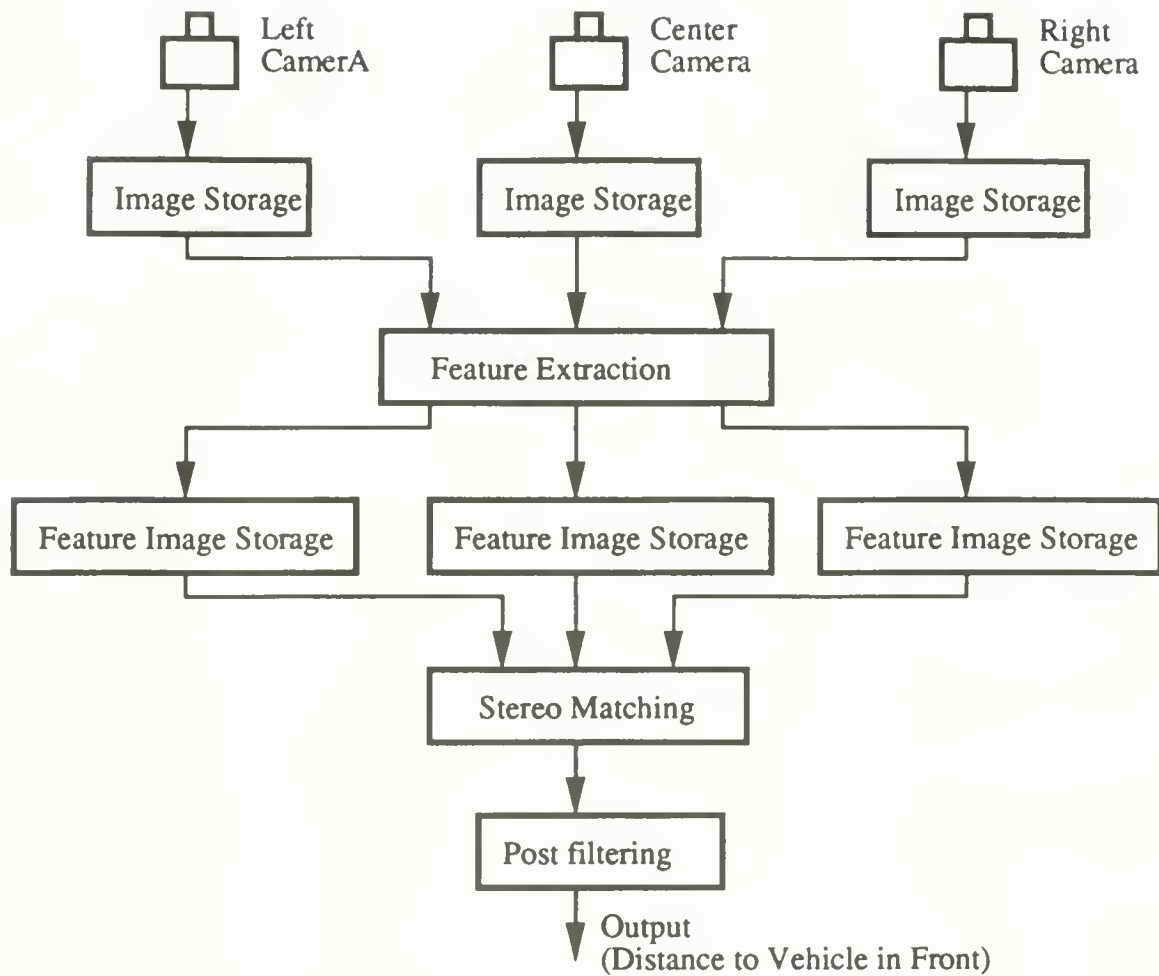 Left
CamerA
Center
Camera
Right
Camera
Image Storage
Image Storage
Image Storage
Feature Extraction
Feature Image Storage
Feature Image Storage
Feature Image Storage
Stereo Matching
Post filtering
Output
(Distance to Vehicle in Front)